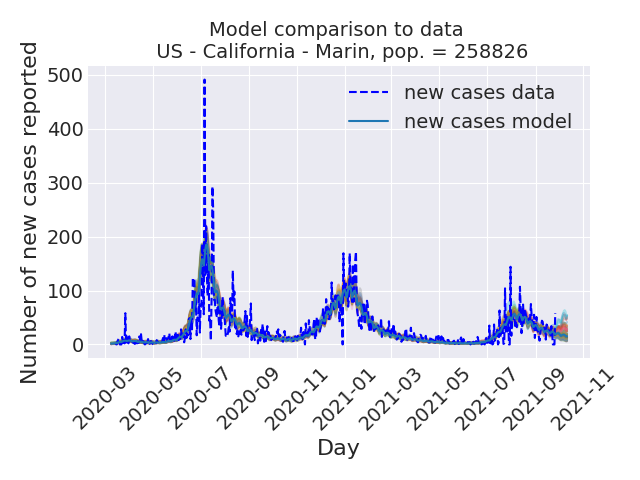 Model comparison to data
US - California - Marin, pop. = 258826
Number of new cases reported
500
400
300
200
100
0
new cases data
new cases model
2020-03
2020-05
2020-07
2020-09
2020-11
2021-01
2021-03
2021-05
2021-07
2021-09
2021-11
Day